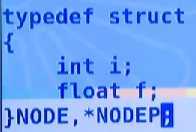 typedef struct
{
    int i;
    float f;
}NODE,*NODEP;